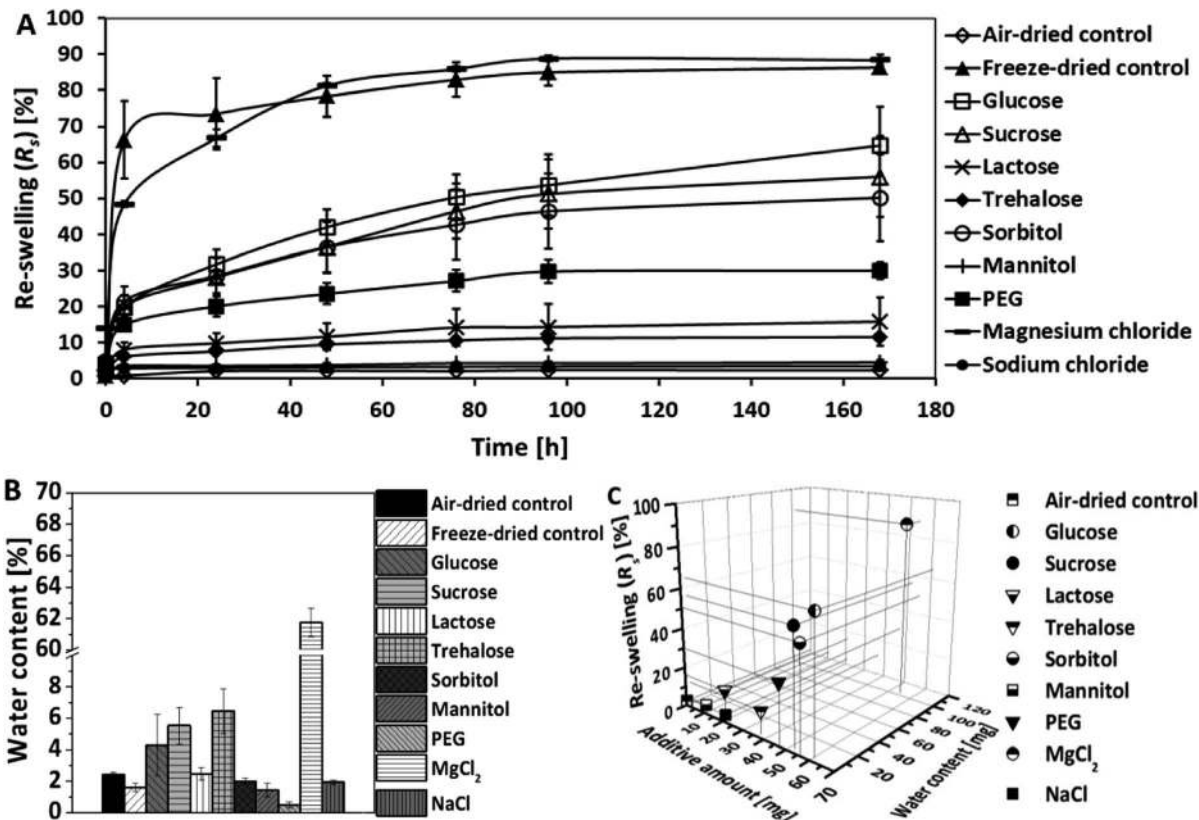 A
100
90
80
70
60
50
40
30
20
10
0
Re-swelling (Rs) [%]
0 20 40 60 80 100 120 140 160 180
Time [h]
Air-dried control
Freeze-dried control
Glucose
Sucrose
Lactose
Trehalose
Sorbitol
Mannitol
PEG
Magnesium chloride
Sodium chloride
B
70
68
66
64
62
60
8
6
4
2
0
Water content [%]
Air-dried control
Freeze-dried control
Glucose
Sucrose
Lactose
Trehalose
Sorbitol
Mannitol
PEG
MgCl2
NaCl
C
100
80
60
40
20
0
Re-swelling (Rs) [%]
10 20 30 40 50 60 70
Additive amount [mg]
20 40 60 80 100 120
Water content [mg]
Air-dried control
Glucose
Sucrose
Lactose
Trehalose
Sorbitol
Mannitol
PEG
MgCl2
NaCl